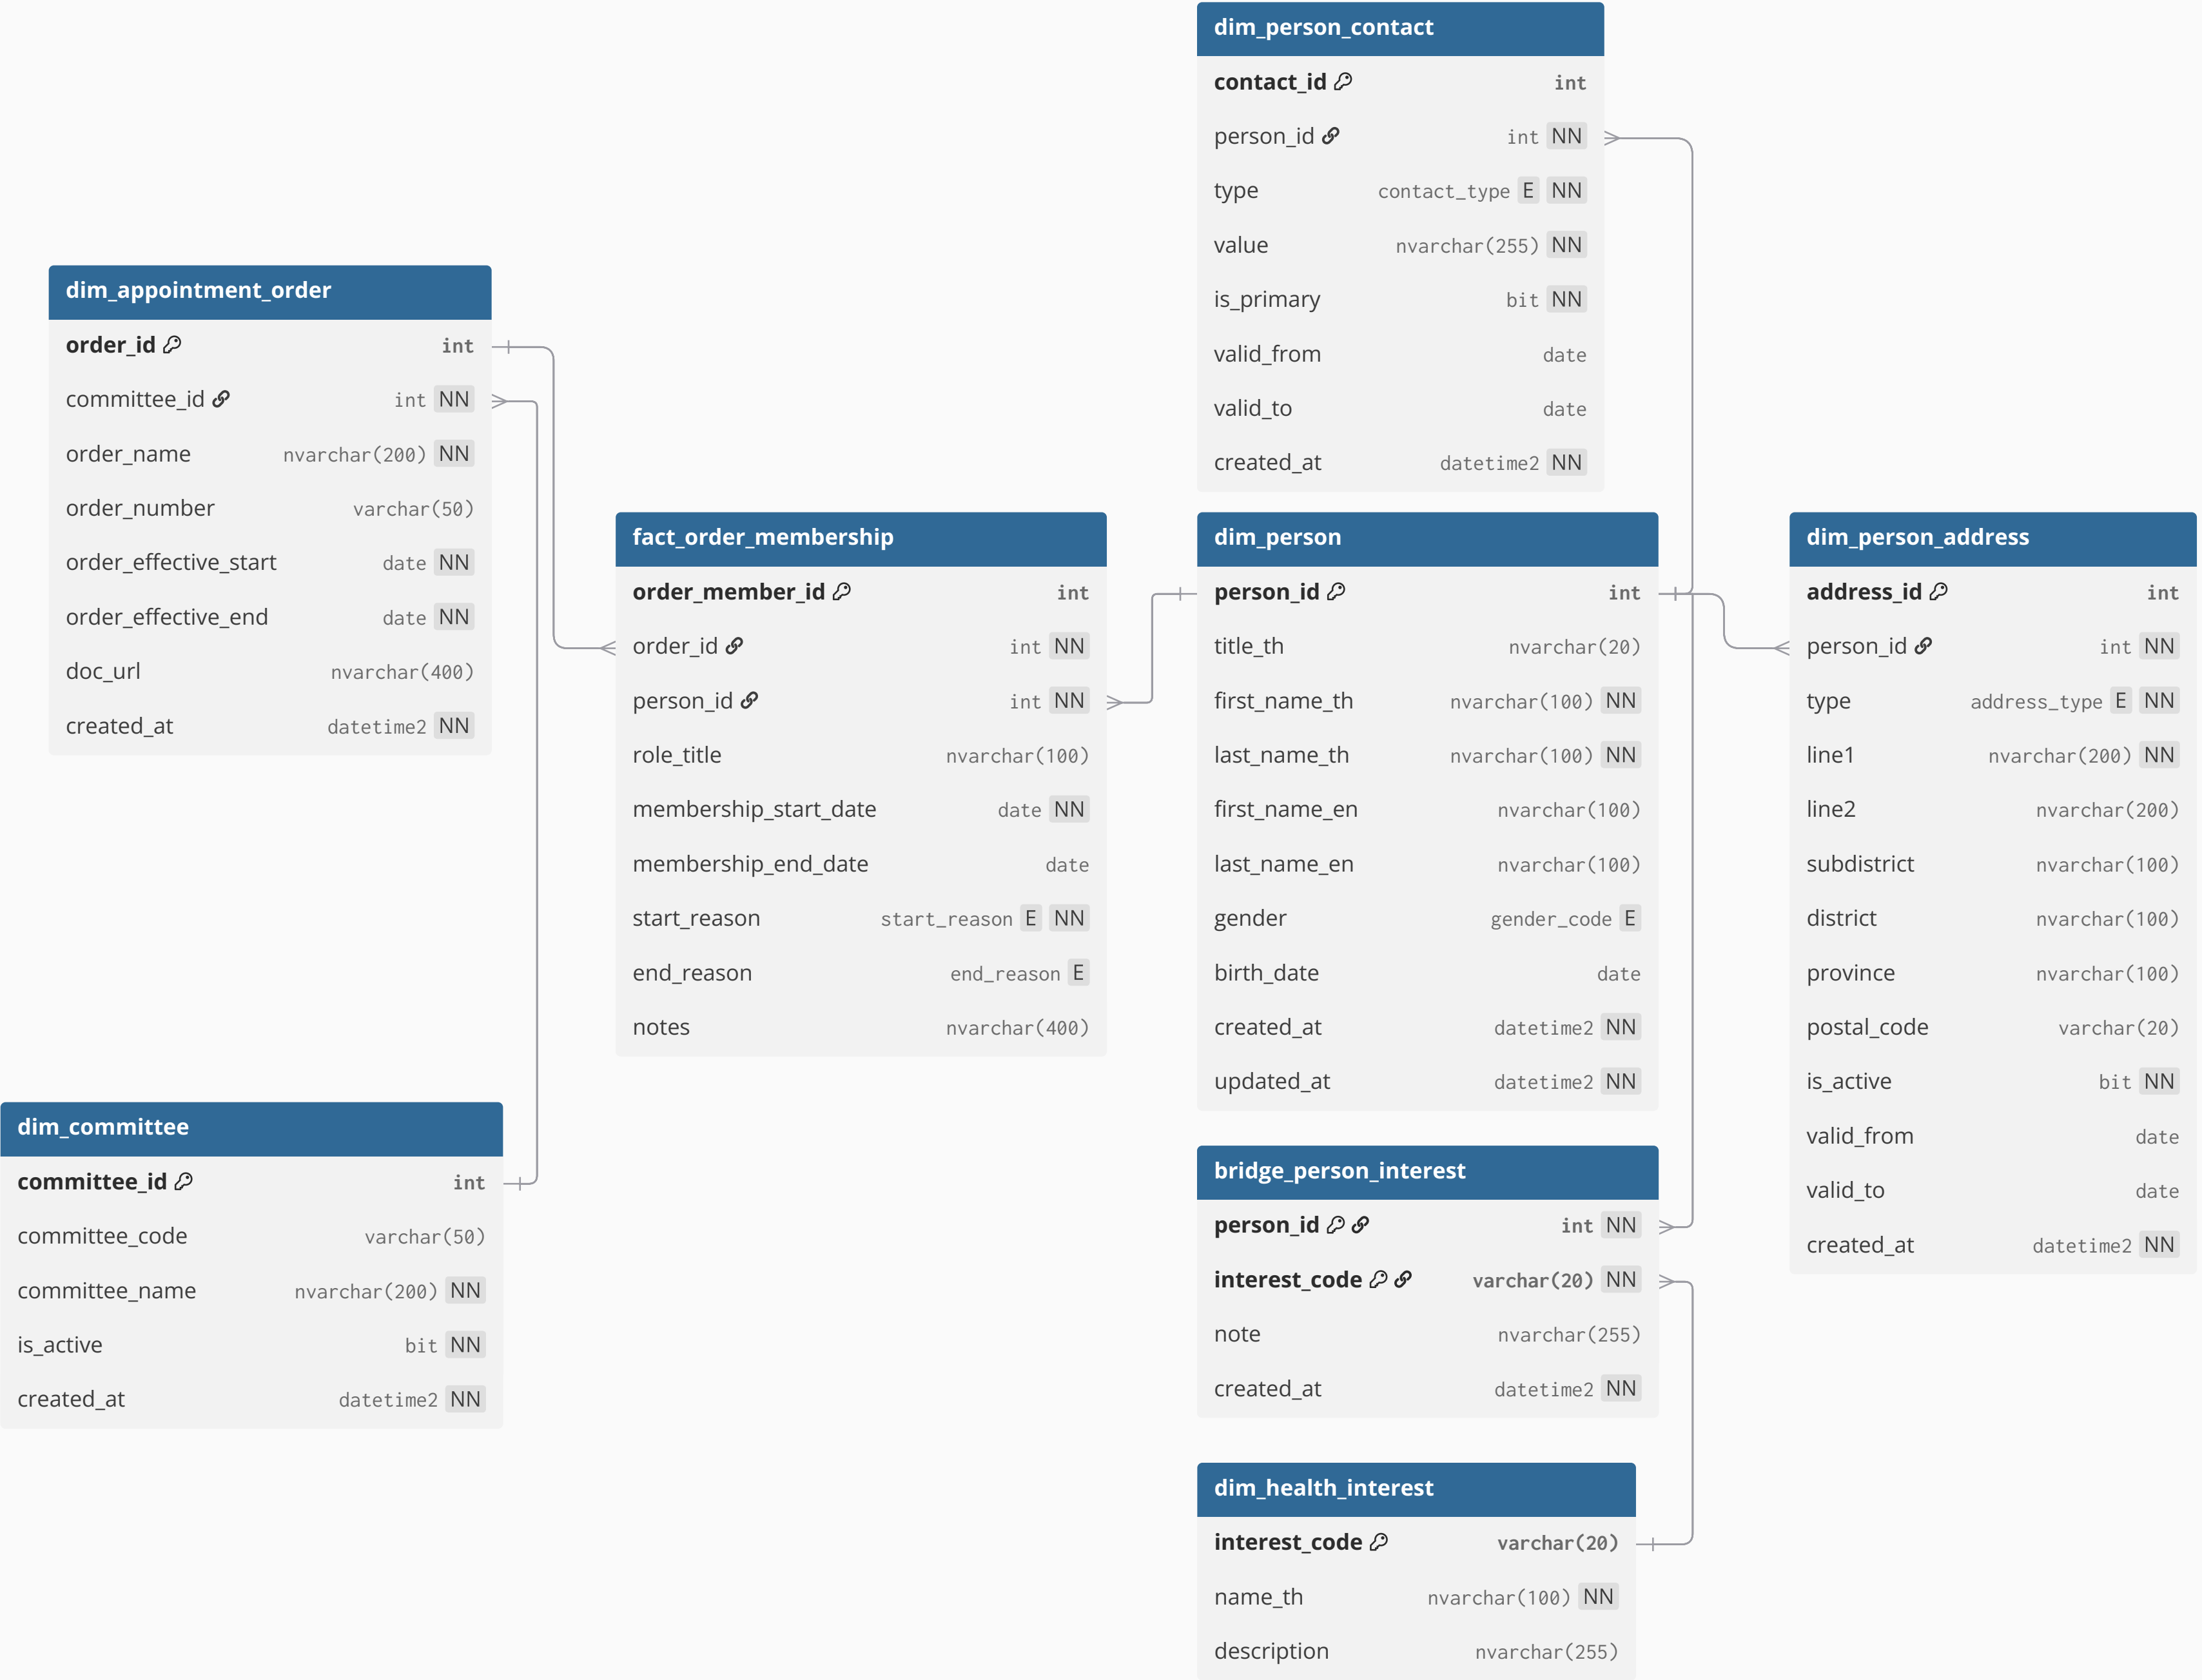 dim_person_contact
contact_id int
person_id int NN
type contact_type E NN
value nvarchar(255) NN
is_primary bit NN
valid_from date
valid_to date
created_at datetime2 NN
dim_appointment_order
order_id int
committee_id int NN
order_name nvarchar(200) NN
order_number varchar(50)
order_effective_start date NN
order_effective_end date NN
doc_url nvarchar(400)
created_at datetime2 NN
fact_order_membership
order_member_id int
order_id int NN
person_id int NN
role_title nvarchar(100)
membership_start_date date NN
membership_end_date date
start_reason start_reason E NN
end_reason end_reason E
notes nvarchar(400)
dim_person
person_id int
title_th nvarchar(20)
first_name_th nvarchar(100) NN
last_name_th nvarchar(100) NN
first_name_en nvarchar(100)
last_name_en nvarchar(100)
gender gender_code E
birth_date date
created_at datetime2 NN
updated_at datetime2 NN
dim_person_address
address_id int
person_id int NN
type address_type E NN
line1 nvarchar(200) NN
line2 nvarchar(200)
subdistrict nvarchar(100)
district nvarchar(100)
province nvarchar(100)
postal_code varchar(20)
is_active bit NN
valid_from date
valid_to date
created_at datetime2 NN
dim_committee
committee_id int
committee_code varchar(50)
committee_name nvarchar(200) NN
is_active bit NN
created_at datetime2 NN
bridge_person_interest
person_id int NN
interest_code varchar(20) NN
note nvarchar(255)
created_at datetime2 NN
dim_health_interest
interest_code varchar(20)
name_th nvarchar(100) NN
description nvarchar(255)